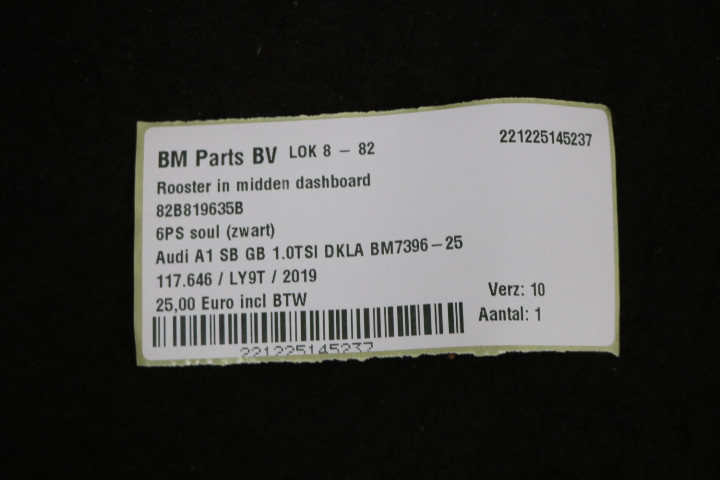 BM Parts BV LOK 8 - 82
221225145237
Rooster in midden dashboard
82B819635B
6PS soul (zwart)
Audi A1 SB GB 1.0TSI DKLA BM7396-25
117.646 / LY9T / 2019
25,00 Euro incl BTW
Verz: 10
Aantal: 1
221225145237